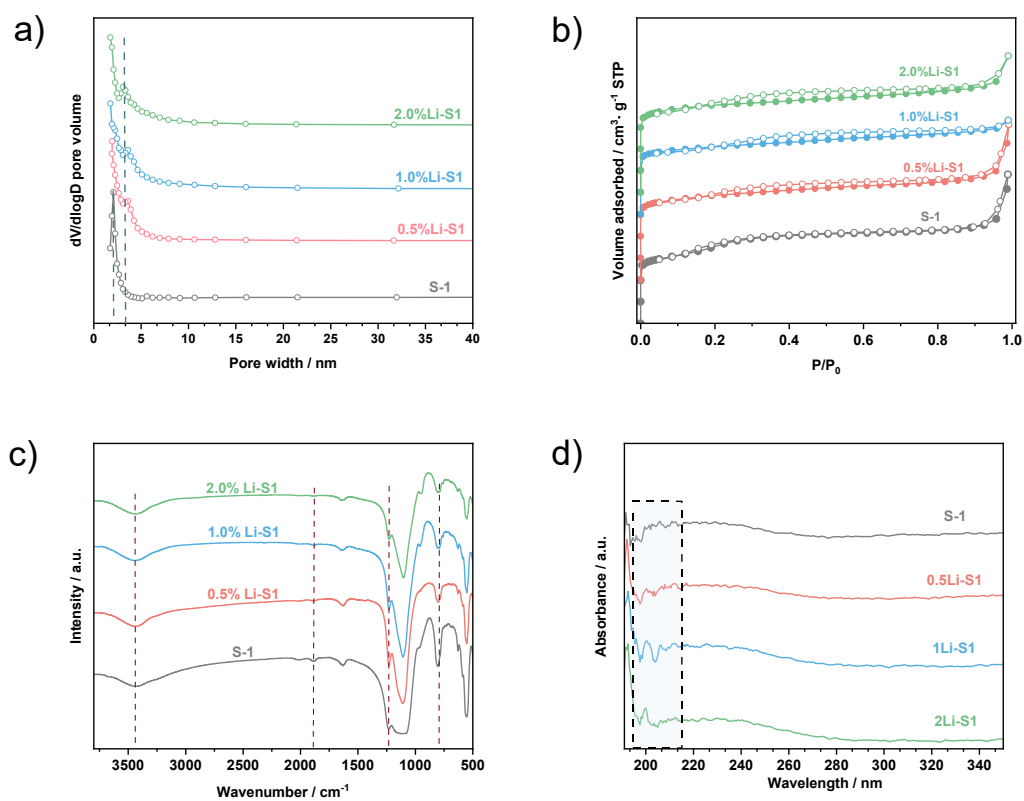 a)
dV/dlogD pore volume
2.0%Li-S1
1.0%Li-S1
0.5%Li-S1
S-1
0 5 10 15 20 25 30 35 40
Pore width / nm
b)
Volume adsorbed / cm³. g⁻¹ STP
2.0%Li-S1
1.0%Li-S1
0.5%Li-S1
S-1
0.0 0.2 0.4 0.6 0.8 1.0
P/P₀
c)
Intensity / a.u.
2.0% Li-S1
1.0% Li-S1
0.5% Li-S1
S-1
3500 3000 2500 2000 1500 1000 500
Wavenumber / cm⁻¹
d)
Absorbance / a.u.
S-1
0.5Li-S1
1Li-S1
2Li-S1
200 220 240 260 280 300 320 340
Wavelength / nm